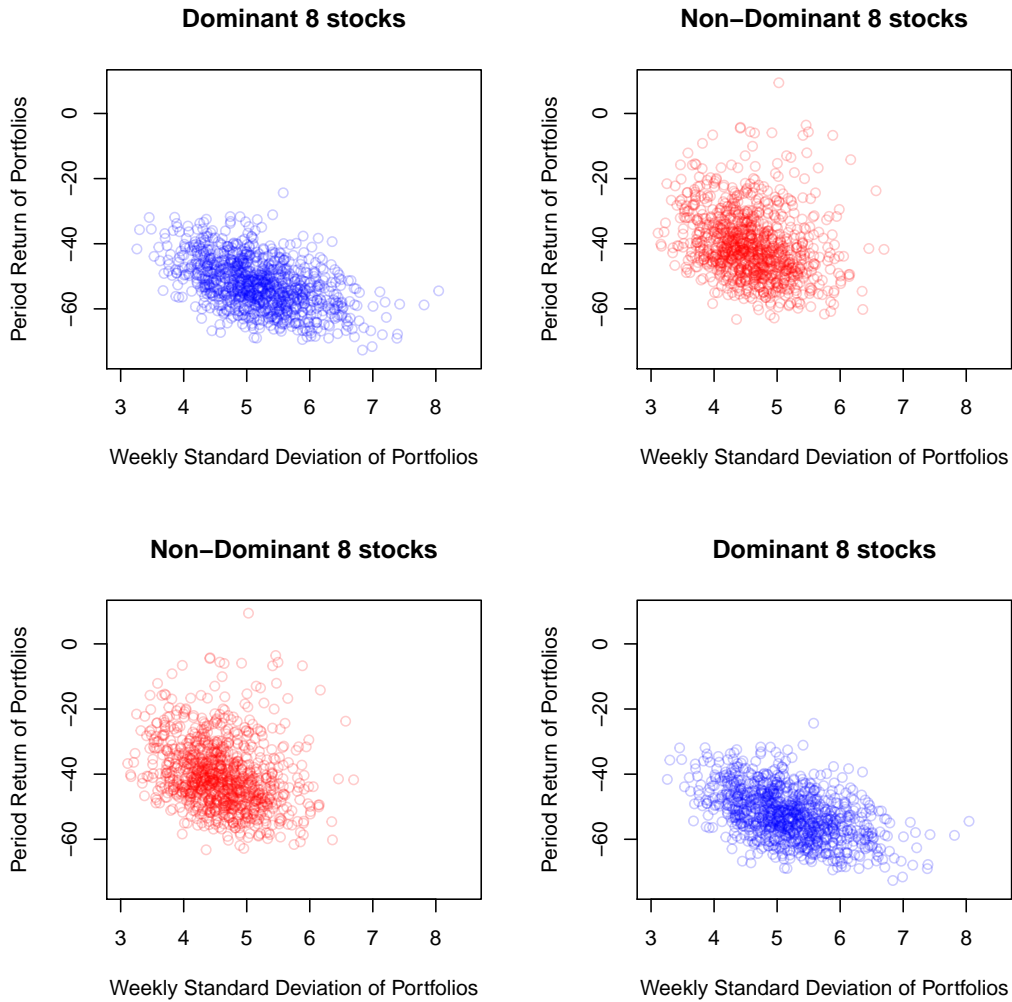 Dominant 8 stocks
Period Return of Portfolios
0
−20
−40
−60
3 4 5 6 7 8
Weekly Standard Deviation of Portfolios
Non−Dominant 8 stocks
Period Return of Portfolios
0
−20
−40
−60
3 4 5 6 7 8
Weekly Standard Deviation of Portfolios
Non−Dominant 8 stocks
Period Return of Portfolios
0
−20
−40
−60
3 4 5 6 7 8
Weekly Standard Deviation of Portfolios
Dominant 8 stocks
Period Return of Portfolios
0
−20
−40
−60
3 4 5 6 7 8
Weekly Standard Deviation of Portfolios